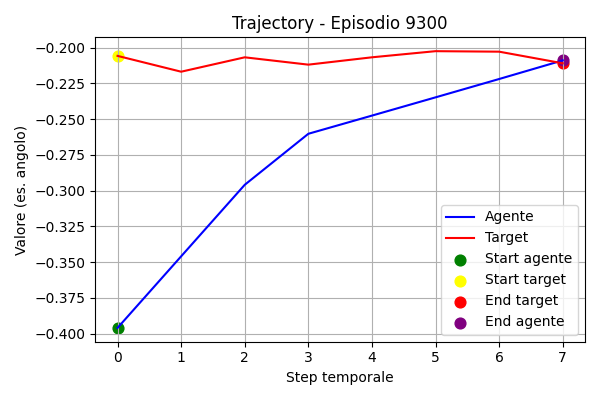 Trajectory - Episodio 9300
Valore (es. angolo)
−0.200
−0.225
−0.250
−0.275
−0.300
−0.325
−0.350
−0.375
−0.400
Agente
Target
Start agente
Start target
End target
End agente
0 1 2 3 4 5 6 7
Step temporale